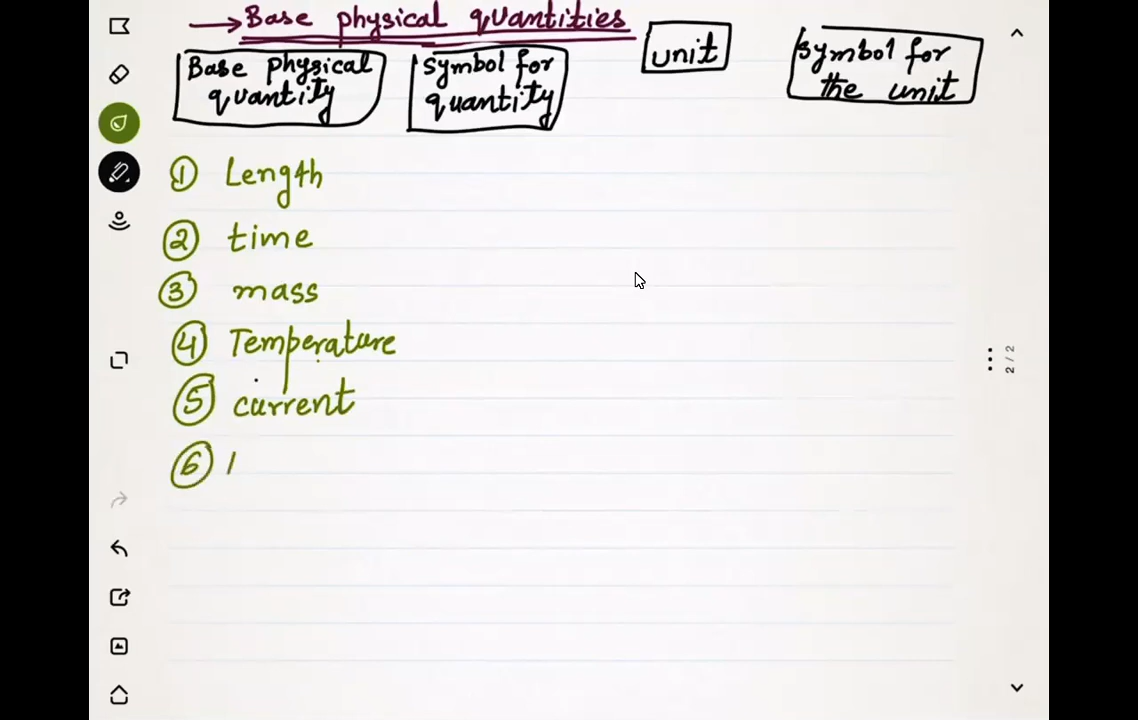 → Base physical quantities
Base physical quantity
symbol for quantity
unit
symbol for the unit
① Length
② time
③ mass
④ Temperature
⑤ current
⑥ l
2/2